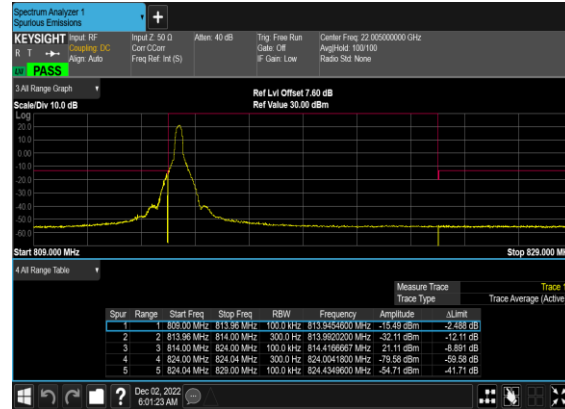 Spectrum Analyzer 1
Spurious Emissions
+
KEYSIGHT Input: RF Input Z: 50 Ω Atten: 40 dB Trig: Free Run Center Freq: 22.005000000 GHz
R T Coupling: DC Corr CCorr Gate: Off Avg|Hold: 100/100
Align: Auto Freq Ref: Int (S) IF Gain: Low Radio Std: None
PASS
3 All Range Graph
Ref Lvl Offset 7.60 dB
Scale/Div 10.0 dB Ref Value 30.00 dBm
Log
20.0
10.0
0.00
-10.0
-20.0
-30.0
-40.0
-50.0
-60.0
Start 809.000 MHz Stop 829.000 MH
4 All Range Table
Measure Trace Trace 1
Trace Type Trace Average (Active
Spur Range Start Freq Stop Freq RBW Frequency Amplitude ΔLimit
1 1 809.00 MHz 813.96 MHz 100.0 kHz 813.9454600 MHz -15.49 dBm -2.488 dB
2 2 813.96 MHz 814.00 MHz 300.0 Hz 813.9920200 MHz -32.11 dBm -12.11 dB
3 3 814.00 MHz 824.00 MHz 100.0 kHz 814.4166667 MHz 21.11 dBm -8.891 dB
4 4 824.00 MHz 824.04 MHz 300.0 Hz 824.0041800 MHz -79.58 dBm -59.58 dB
5 5 824.04 MHz 829.00 MHz 100.0 kHz 824.4349600 MHz -54.71 dBm -41.71 dB
? Dec 02, 2022
6:01:23 AM